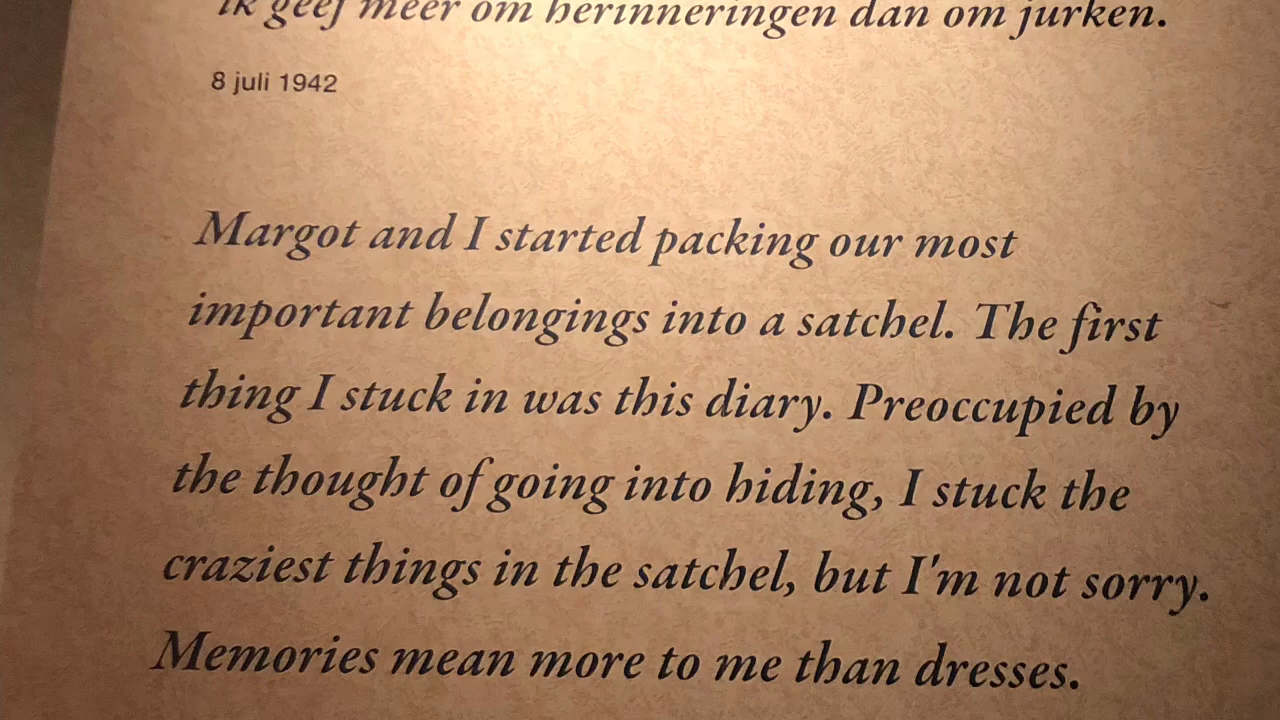 ik geef meer om herinneringen dan om jurken.
8 juli 1942
Margot and I started packing our most
important belongings into a satchel. The first
thing I stuck in was this diary. Preoccupied by
the thought of going into hiding, I stuck the
craziest things in the satchel, but I'm not sorry.
Memories mean more to me than dresses.